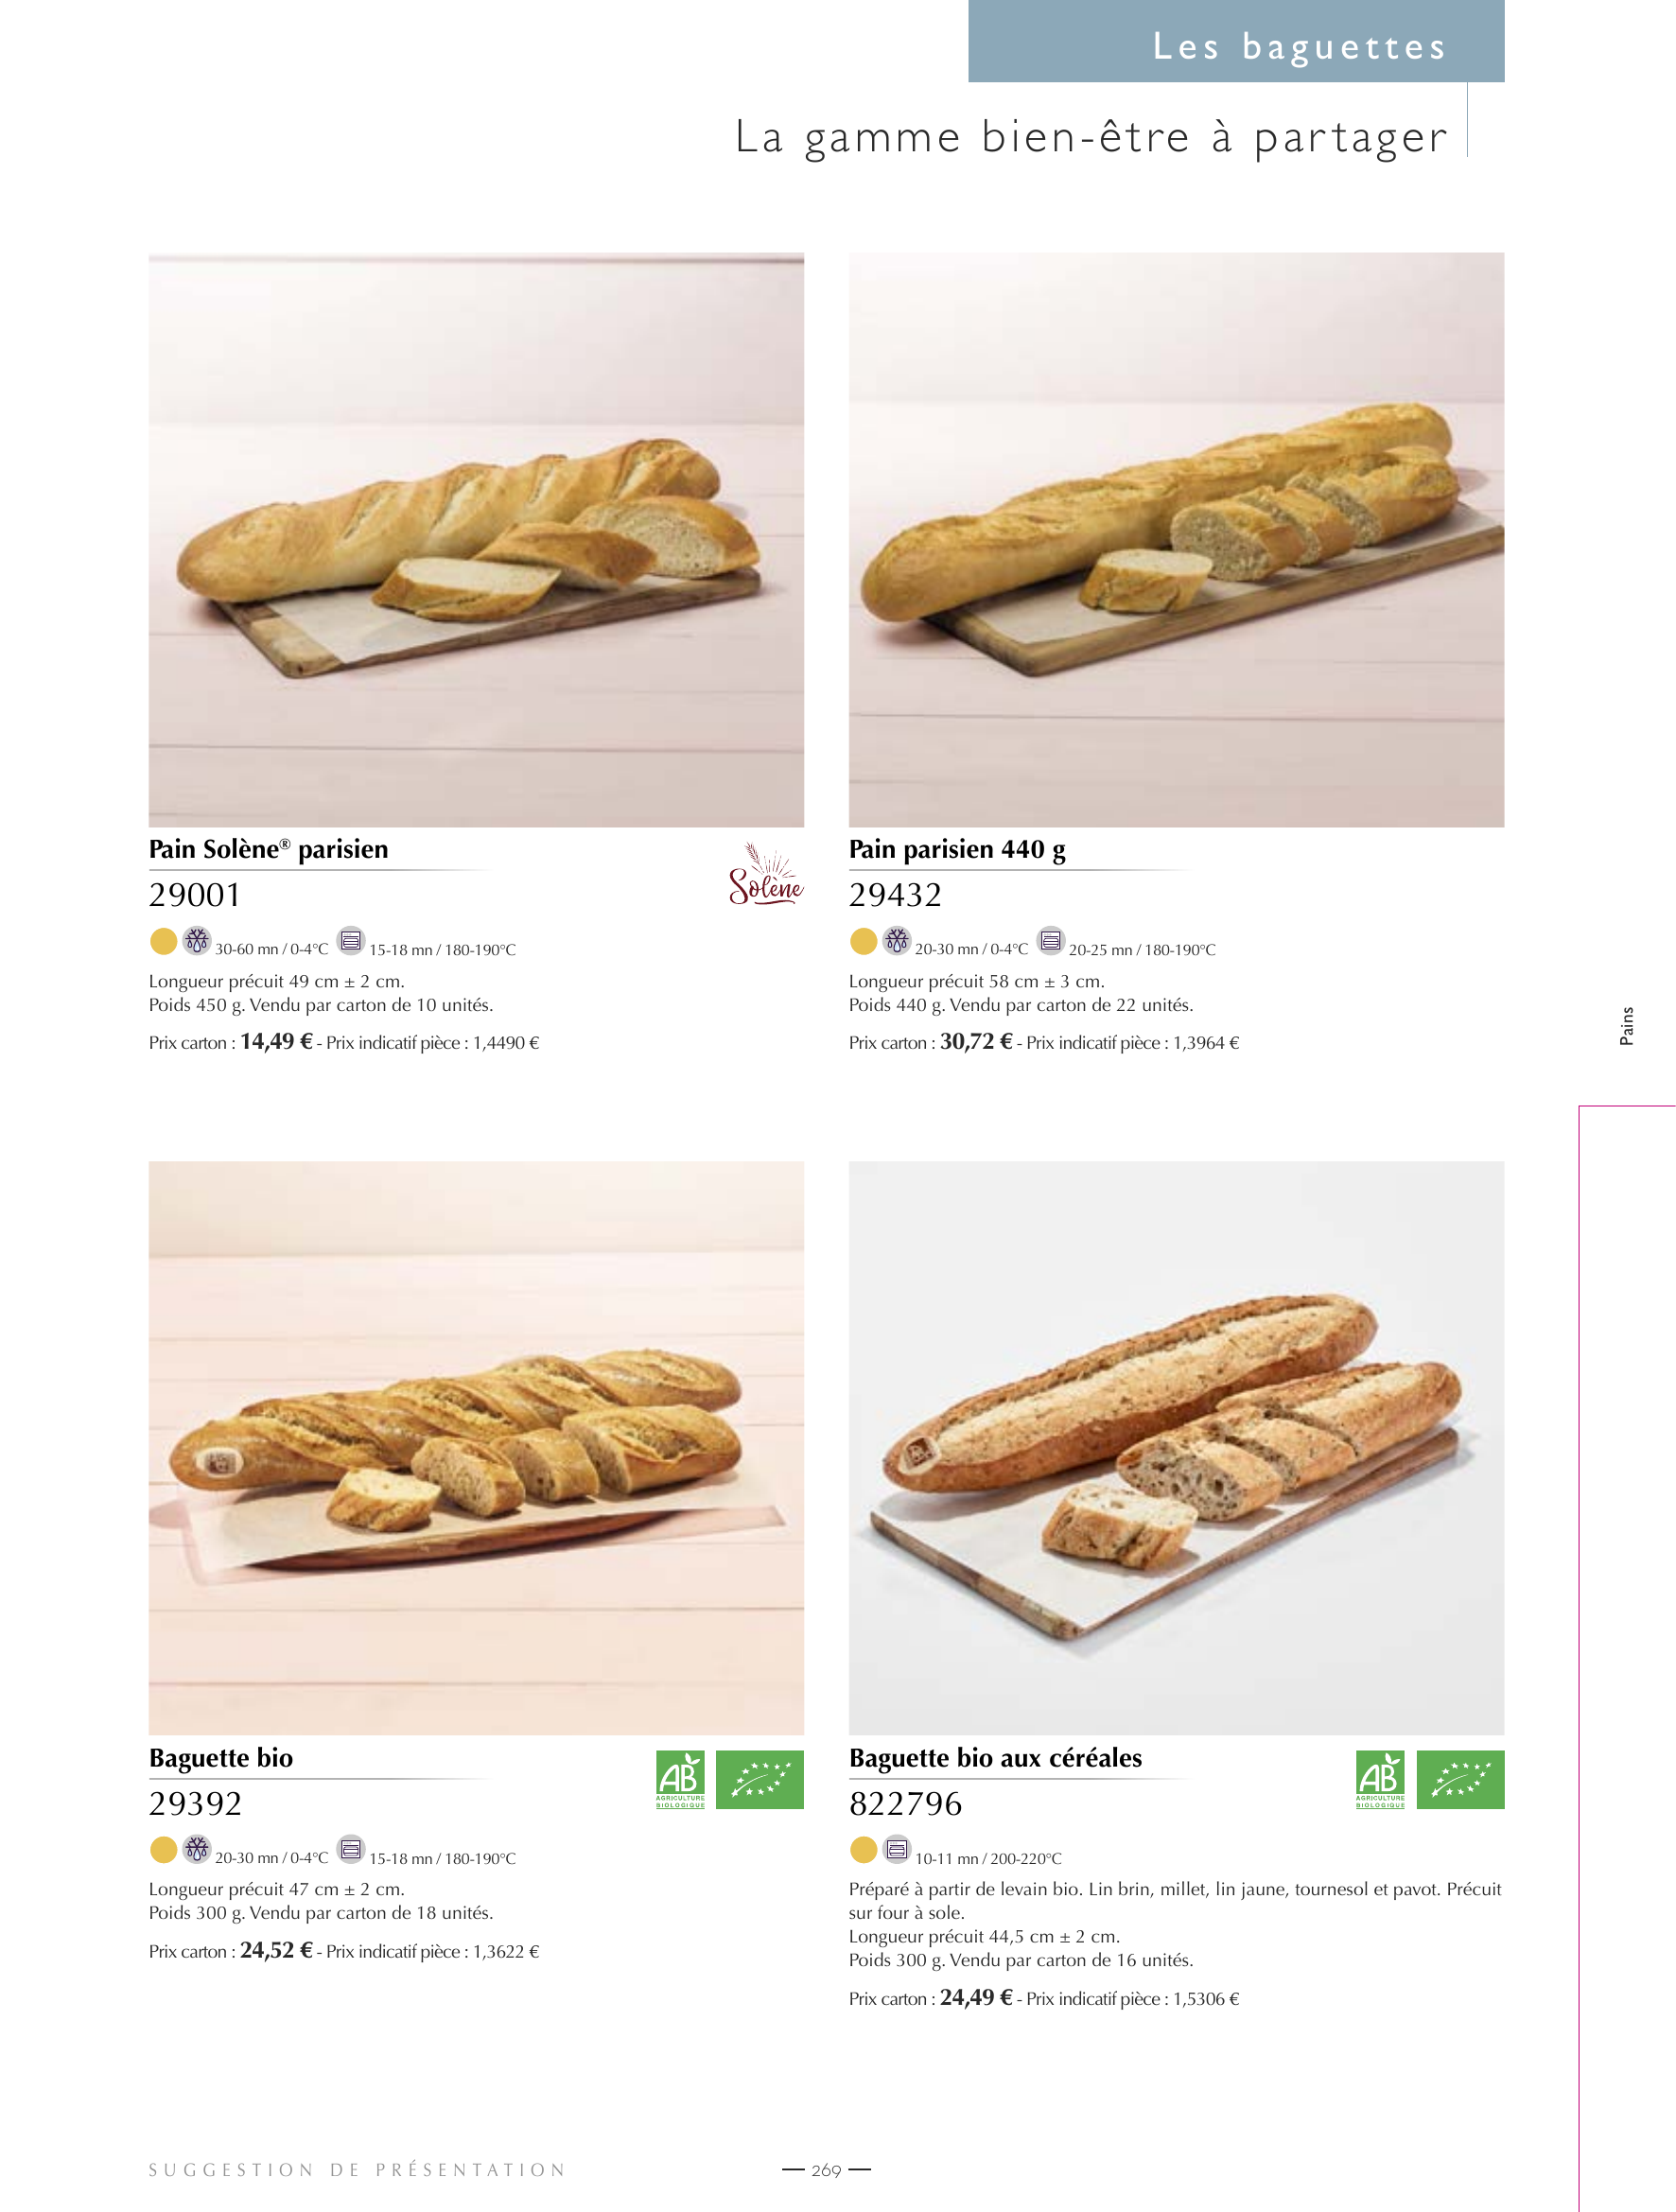 Les baguettes
La gamme bien-être à partager
Pain Solène® parisien
29001
Solène
30-60 mn / 0-4°C 15-18 mn / 180-190°C
Longueur précuit 49 cm ± 2 cm.
Poids 450 g. Vendu par carton de 10 unités.
Prix carton : 14,49 € - Prix indicatif pièce : 1,4490 €
Pain parisien 440 g
29432
20-30 mn / 0-4°C 20-25 mn / 180-190°C
Longueur précuit 58 cm ± 3 cm.
Poids 440 g. Vendu par carton de 22 unités.
Prix carton : 30,72 € - Prix indicatif pièce : 1,3964 €
Pains
Baguette bio
29392
AB
AGRICULTURE
BIOLOGIQUE
20-30 mn / 0-4°C 15-18 mn / 180-190°C
Longueur précuit 47 cm ± 2 cm.
Poids 300 g. Vendu par carton de 18 unités.
Prix carton : 24,52 € - Prix indicatif pièce : 1,3622 €
Baguette bio aux céréales
822796
AB
AGRICULTURE
BIOLOGIQUE
10-11 mn / 200-220°C
Préparé à partir de levain bio. Lin brin, millet, lin jaune, tournesol et pavot. Précuit
sur four à sole.
Longueur précuit 44,5 cm ± 2 cm.
Poids 300 g. Vendu par carton de 16 unités.
Prix carton : 24,49 € - Prix indicatif pièce : 1,5306 €
SUGGESTION DE PRÉSENTATION
— 269 —